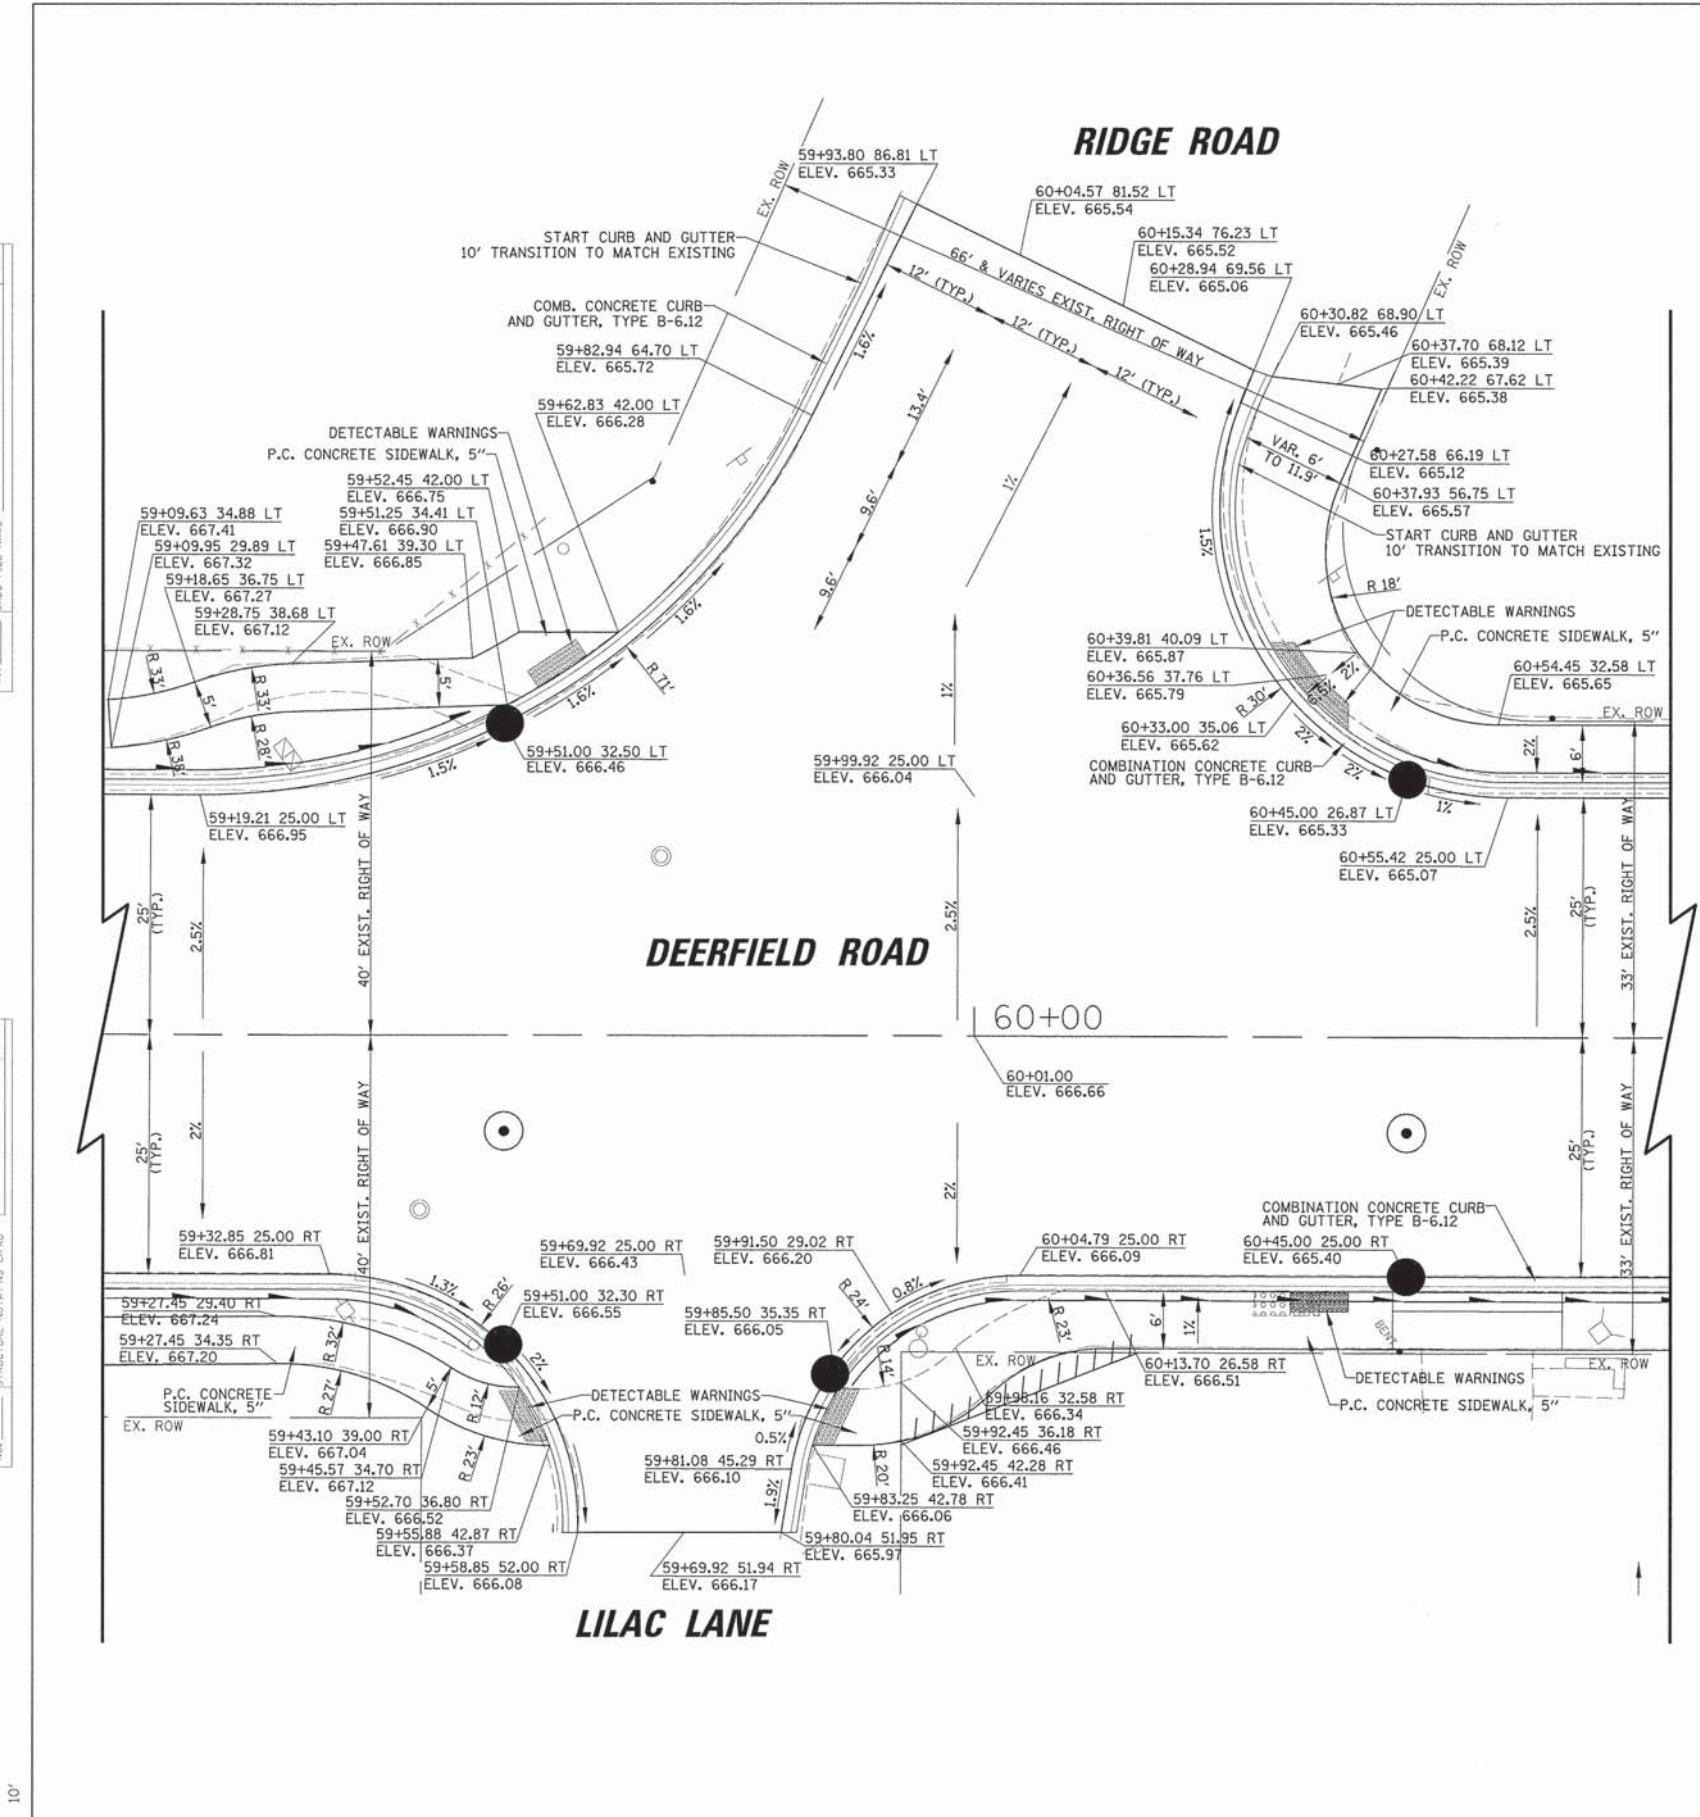 RIDGE ROAD
59+93.80 86.81 LT
ELEV. 665.33
EX. ROW
60+04.57 81.52 LT
ELEV. 665.54
60+15.34 76.23 LT
ELEV. 665.52
60+28.94 69.56 LT
ELEV. 665.06
EX. ROW
START CURB AND GUTTER
10' TRANSITION TO MATCH EXISTING
66' & VARIES EXIST. RIGHT OF WAY
12' (TYP.)
12' (TYP.)
12' (TYP.)
COMB. CONCRETE CURB
AND GUTTER, TYPE B-6.12
60+30.82 68.90 LT
ELEV. 665.46
60+37.70 68.12 LT
ELEV. 665.39
60+42.22 67.62 LT
ELEV. 665.38
59+82.94 64.70 LT
ELEV. 665.72
1.6%
59+62.83 42.00 LT
ELEV. 666.28
13.4'
9.6'
9.6'
1%
DETECTABLE WARNINGS
P.C. CONCRETE SIDEWALK, 5"
VAR. 6'
TO 11.9'
60+27.58 66.19 LT
ELEV. 665.12
60+37.93 56.75 LT
ELEV. 665.57
59+52.45 42.00 LT
ELEV. 666.75
59+51.25 34.41 LT
ELEV. 666.90
59+47.61 39.30 LT
ELEV. 666.85
59+09.63 34.88 LT
ELEV. 667.41
59+09.95 29.89 LT
ELEV. 667.32
59+18.65 36.75 LT
ELEV. 667.27
59+28.75 38.68 LT
ELEV. 667.12
START CURB AND GUTTER
10' TRANSITION TO MATCH EXISTING
1.5%
R 18'
DETECTABLE WARNINGS
P.C. CONCRETE SIDEWALK, 5"
EX. ROW
1.6%
60+39.81 40.09 LT
ELEV. 665.87
60+36.56 37.76 LT
ELEV. 665.79
60+54.45 32.58 LT
ELEV. 665.65
R 33'
5'
R 33'
5'
R 71'
1.6%
2%
6.5%
R 30'
EX. ROW
R 38'
R 28'
60+33.00 35.06 LT
ELEV. 665.62
2%
2%
2%
6'
COMBINATION CONCRETE CURB
AND GUTTER, TYPE B-6.12
59+51.00 32.50 LT
ELEV. 666.46
1.5%
59+99.92 25.00 LT
ELEV. 666.04
1%
1%
59+19.21 25.00 LT
ELEV. 666.95
60+45.00 26.87 LT
ELEV. 665.33
60+55.42 25.00 LT
ELEV. 665.07
25'
(TYP.)
2.5%
40' EXIST. RIGHT OF WAY
2.5%
2.5%
25'
(TYP.)
33' EXIST. RIGHT OF WAY
DEERFIELD ROAD
60+00
60+01.00
ELEV. 666.66
25'
(TYP.)
2%
40' EXIST. RIGHT OF WAY
2%
25'
(TYP.)
33' EXIST. RIGHT OF WAY
COMBINATION CONCRETE CURB
AND GUTTER, TYPE B-6.12
59+32.85 25.00 RT
ELEV. 666.81
59+69.92 25.00 RT
ELEV. 666.43
59+91.50 29.02 RT
ELEV. 666.20
60+04.79 25.00 RT
ELEV. 666.09
60+45.00 25.00 RT
ELEV. 665.40
1.3%
R 26'
59+51.00 32.30 RT
ELEV. 666.55
59+85.50 35.35 RT
ELEV. 666.05
R 24'
0.8%
59+27.45 29.40 RT
ELEV. 667.24
59+27.45 34.35 RT
ELEV. 667.20
R 32'
R 27'
2%
R 14'
R 23'
6'
1%
BENT
EX. ROW
60+13.70 26.58 RT
ELEV. 666.51
EX. ROW
DETECTABLE WARNINGS
P.C. CONCRETE SIDEWALK, 5"
P.C. CONCRETE
SIDEWALK, 5"
EX. ROW
5'
R 12'
R 23'
DETECTABLE WARNINGS
P.C. CONCRETE SIDEWALK, 5"
0.5%
59+98.16 32.58 RT
ELEV. 666.34
59+92.45 36.18 RT
ELEV. 666.46
59+92.45 42.28 RT
ELEV. 666.41
59+43.10 39.00 RT
ELEV. 667.04
59+45.57 34.70 RT
ELEV. 667.12
59+81.08 45.29 RT
ELEV. 666.10
1.9%
R 20'
59+52.70 36.80 RT
ELEV. 666.52
59+83.25 42.78 RT
ELEV. 666.06
59+55.88 42.87 RT
ELEV. 666.37
59+80.04 51.95 RT
ELEV. 665.97
59+58.85 52.00 RT
ELEV. 666.08
59+69.92 51.94 RT
ELEV. 666.17
LILAC LANE
10'